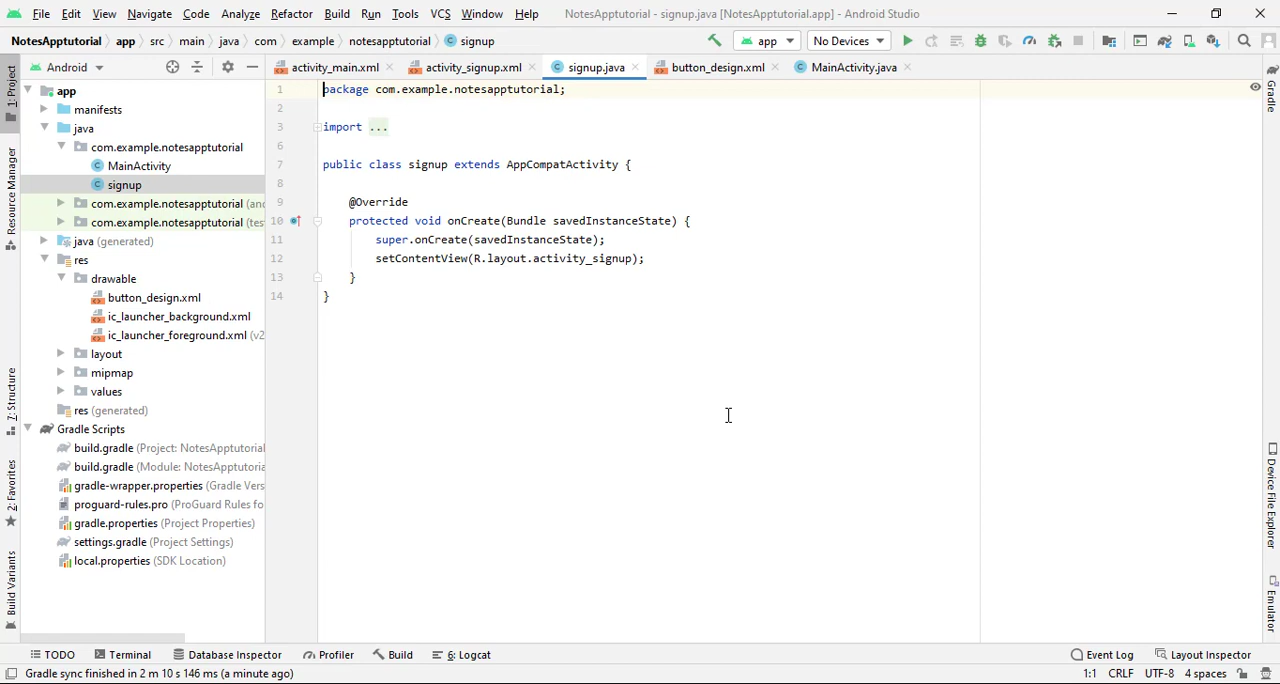 File Edit View Navigate Code Analyze Refactor Build Run Tools VCS Window Help NotesApptutorial - signup.java [NotesApptutorial.app] - Android Studio
NotesApptutorial app src main java com example notesapptutorial signup app No Devices
Android
activity_main.xml activity_signup.xml signup.java button_design.xml MainActivity.java
app
manifests
java
com.example.notesapptutorial
MainActivity
signup
com.example.notesapptutorial (an
com.example.notesapptutorial (tes
java (generated)
res
drawable
button_design.xml
ic_launcher_background.xml
ic_launcher_foreground.xml (v2
layout
mipmap
values
res (generated)
Gradle Scripts
build.gradle (Project: NotesApptutorial
build.gradle (Module: NotesApptutoria
gradle-wrapper.properties (Gradle Vers
proguard-rules.pro (ProGuard Rules fo
gradle.properties (Project Properties)
settings.gradle (Project Settings)
local.properties (SDK Location)
1 package com.example.notesapptutorial;
2
3 import ...
6
7 public class signup extends AppCompatActivity {
8
9 @Override
10 protected void onCreate(Bundle savedInstanceState) {
11 super.onCreate(savedInstanceState);
12 setContentView(R.layout.activity_signup);
13 }
14 }
1: Project
Resource Manager
7: Structure
2: Favorites
Build Variants
Gradle
Device File Explorer
Emulator
TODO Terminal Database Inspector Profiler Build 6: Logcat Event Log Layout Inspector
Gradle sync finished in 2 m 10 s 146 ms (a minute ago) 1:1 CRLF UTF-8 4 spaces